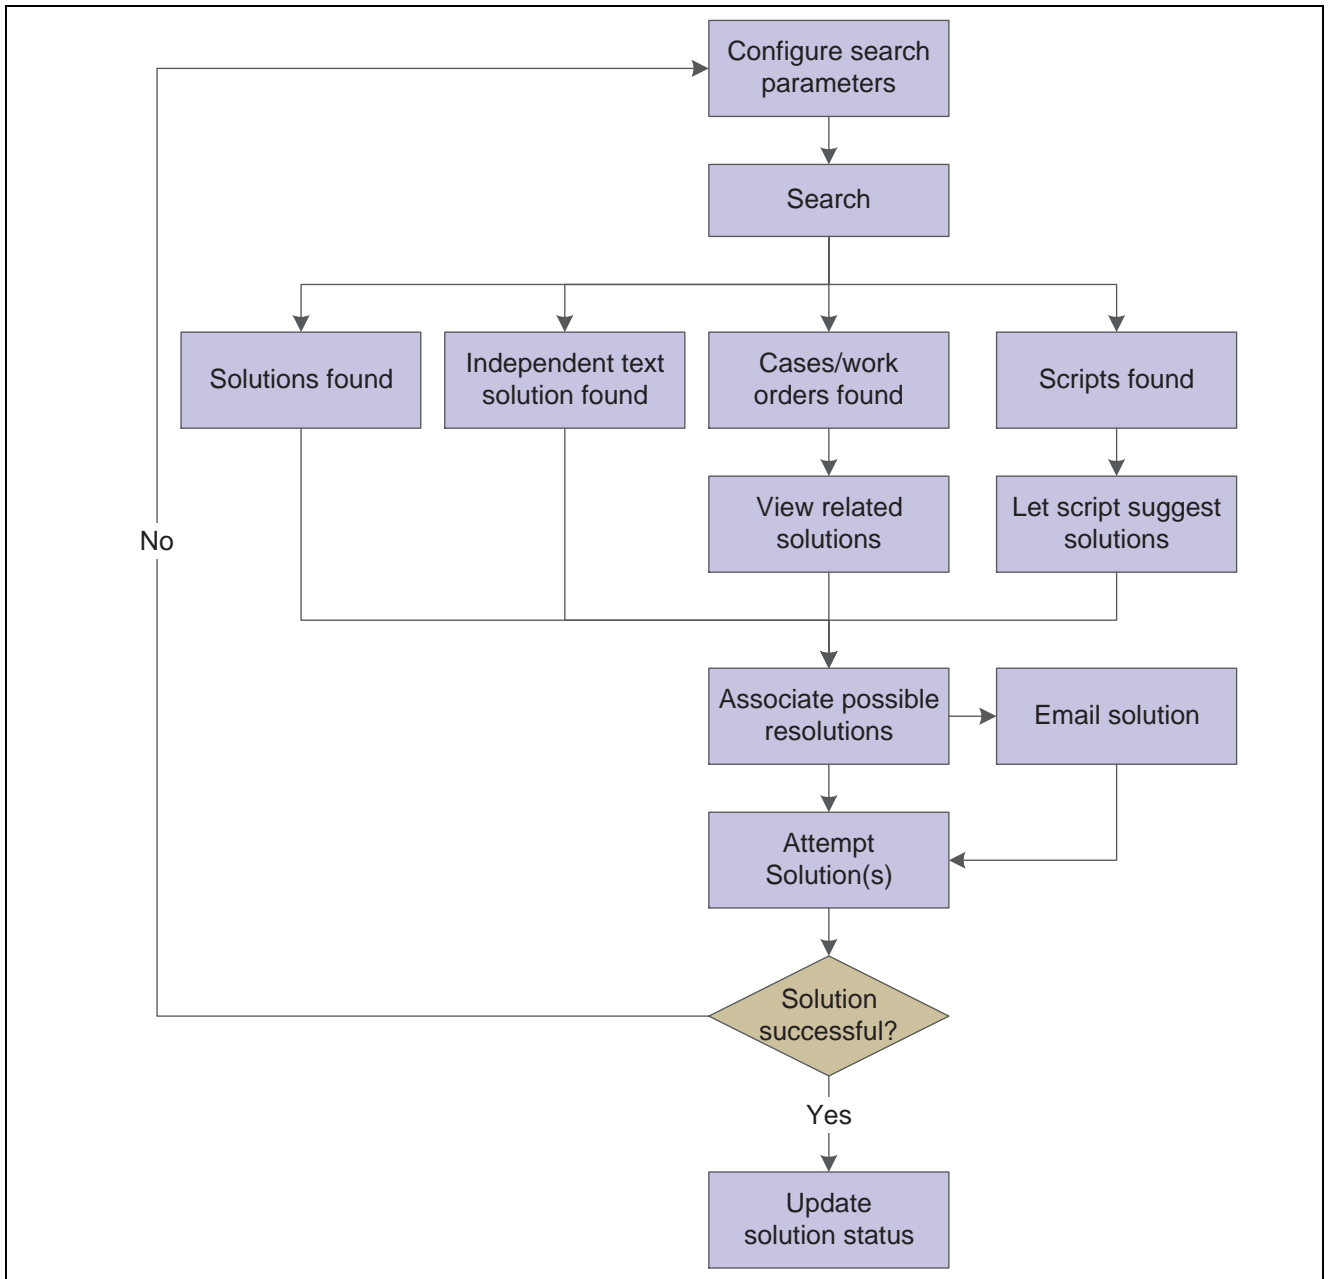 Configure search
parameters
Search
Solutions found
Independent text
solution found
Cases/work
orders found
Scripts found
View related
solutions
Let script suggest
solutions
No
Associate possible
resolutions
Email solution
Attempt
Solution(s)
Solution
successful?
Yes
Update
solution status